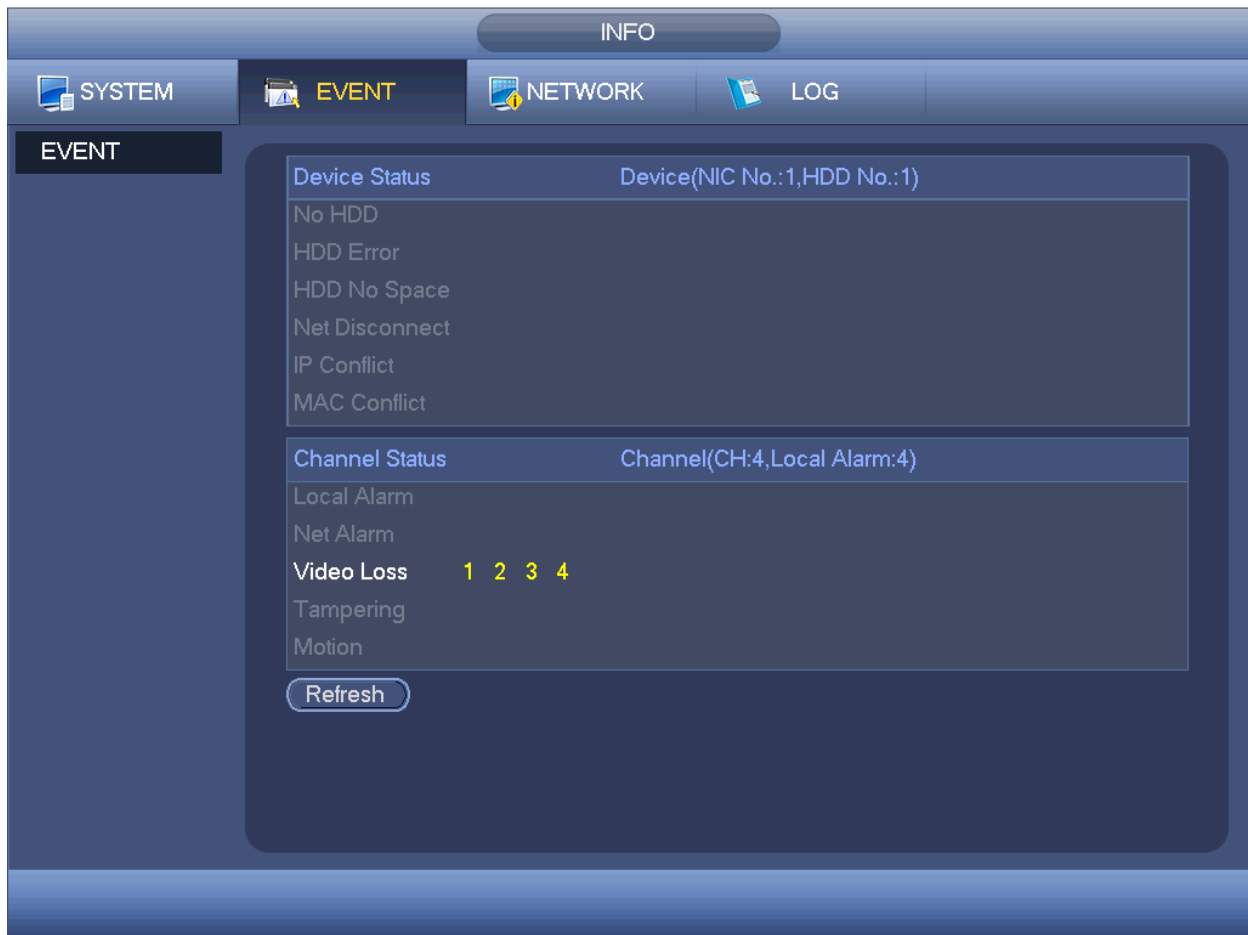 INFO
SYSTEM EVENT NETWORK LOG
EVENT
Device Status Device(NIC No.:1,HDD No.:1)
No HDD
HDD Error
HDD No Space
Net Disconnect
IP Conflict
MAC Conflict
Channel Status Channel(CH:4,Local Alarm:4)
Local Alarm
Net Alarm
Video Loss 1 2 3 4
Tampering
Motion
Refresh